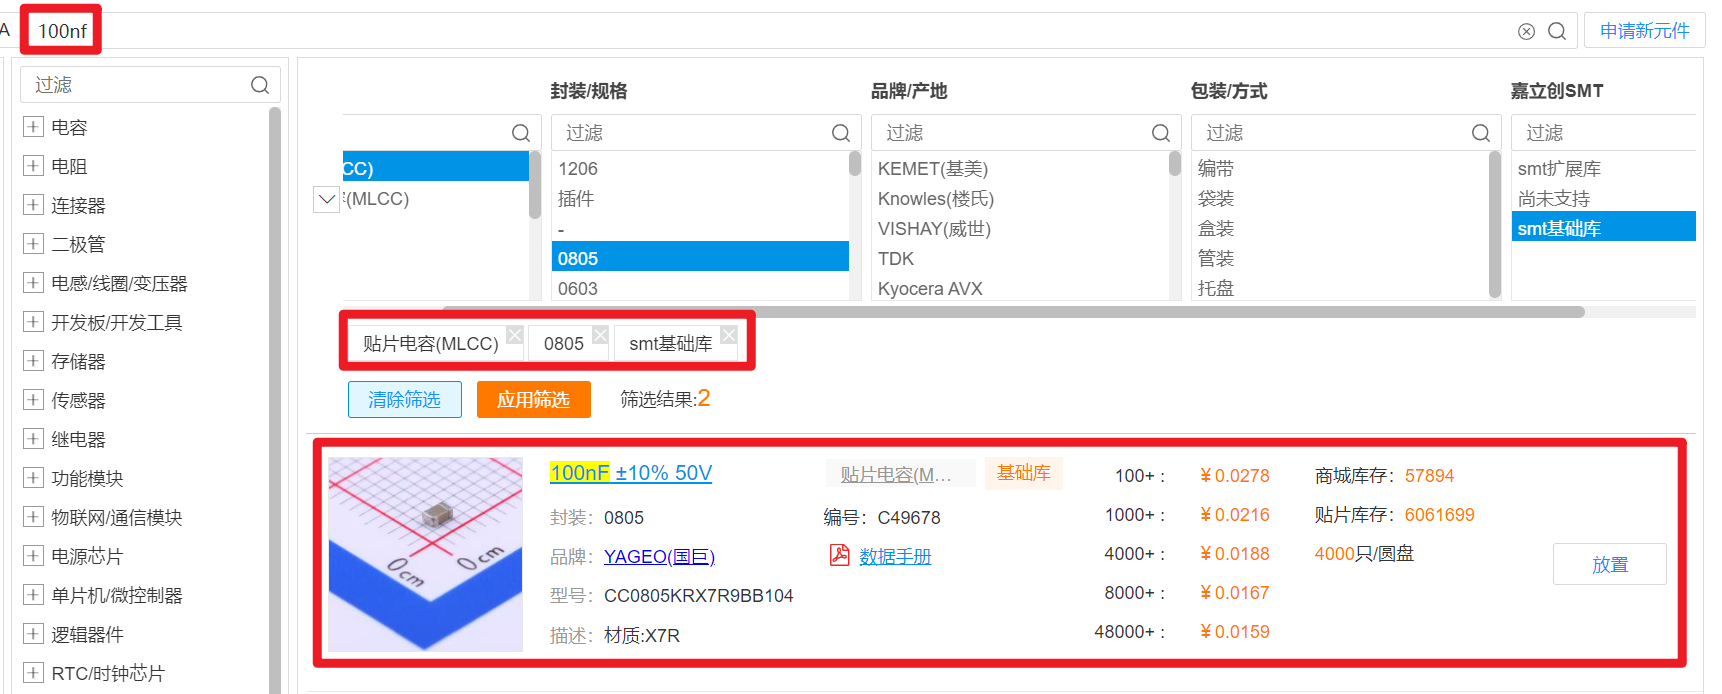 A
100nf
申请新元件
过滤
电容
电阻
连接器
二极管
电感/线圈/变压器
开发板/开发工具
存储器
传感器
继电器
功能模块
物联网/通信模块
电源芯片
单片机/微控制器
逻辑器件
RTC/时钟芯片
封装/规格
品牌/产地
包装/方式
嘉立创SMT
过滤
过滤
过滤
过滤
CC)
(MLCC)
1206
插件
-
0805
0603
KEMET(基美)
Knowles(楼氏)
VISHAY(威世)
TDK
Kyocera AVX
编带
袋装
盒装
管装
托盘
smt扩展库
尚未支持
smt基础库
贴片电容(MLCC)
0805
smt基础库
清除筛选
应用筛选
筛选结果:2
100nF ±10% 50V
贴片电容(M...
基础库
封装: 0805
编号: C49678
品牌: YAGEO(国巨)
数据手册
型号: CC0805KRX7R9BB104
描述: 材质:X7R
100+ : ￥0.0278
1000+ : ￥0.0216
4000+ : ￥0.0188
8000+ : ￥0.0167
48000+ : ￥0.0159
商城库存: 57894
贴片库存: 6061699
4000只/圆盘
放置
0cm
0cm